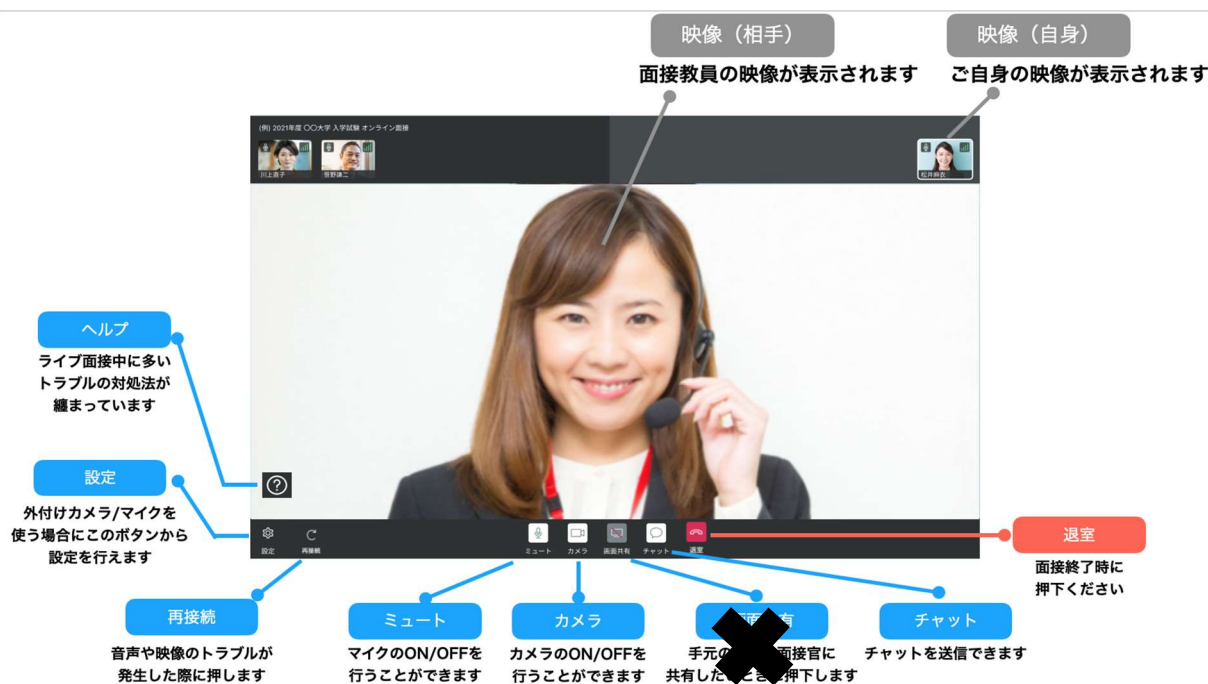 映像（相手）
面接教員の映像が表示されます
映像（自身）
ご自身の映像が表示されます
(例) 2021年度 〇〇大学 入学試験 オンライン面接
川上直子
菅野謙二
松井麻衣
ヘルプ
ライブ面接中に多い
トラブルの対処法が
纏まっています
設定
外付けカメラ/マイクを
使う場合にこのボタンから
設定を行えます
設定
再接続
ミュート
カメラ
画面共有
チャット
退室
退室
面接終了時に
押下ください
再接続
音声や映像のトラブルが
発生した際に押します
ミュート
マイクのON/OFFを
行うことができます
カメラ
カメラのON/OFFを
行うことができます
有
手元の 面接官に
共有した 押下します
チャット
チャットを送信できます